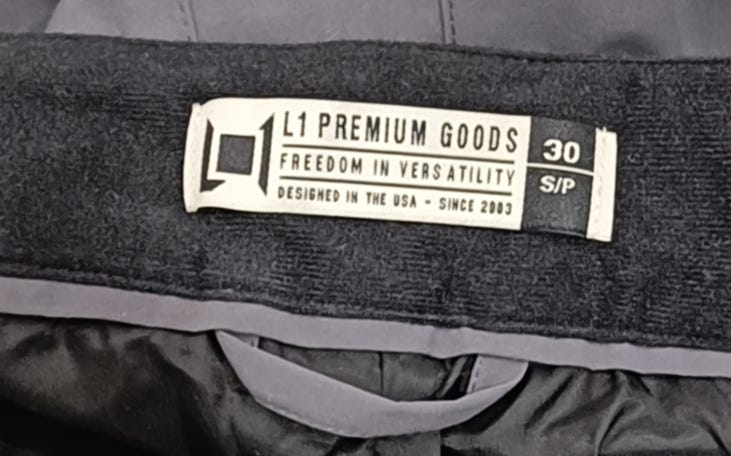 L1 PREMIUM GOODS
FREEDOM IN VERSATILITY
DESIGNED IN THE USA - SINCE 2003
30
S/P